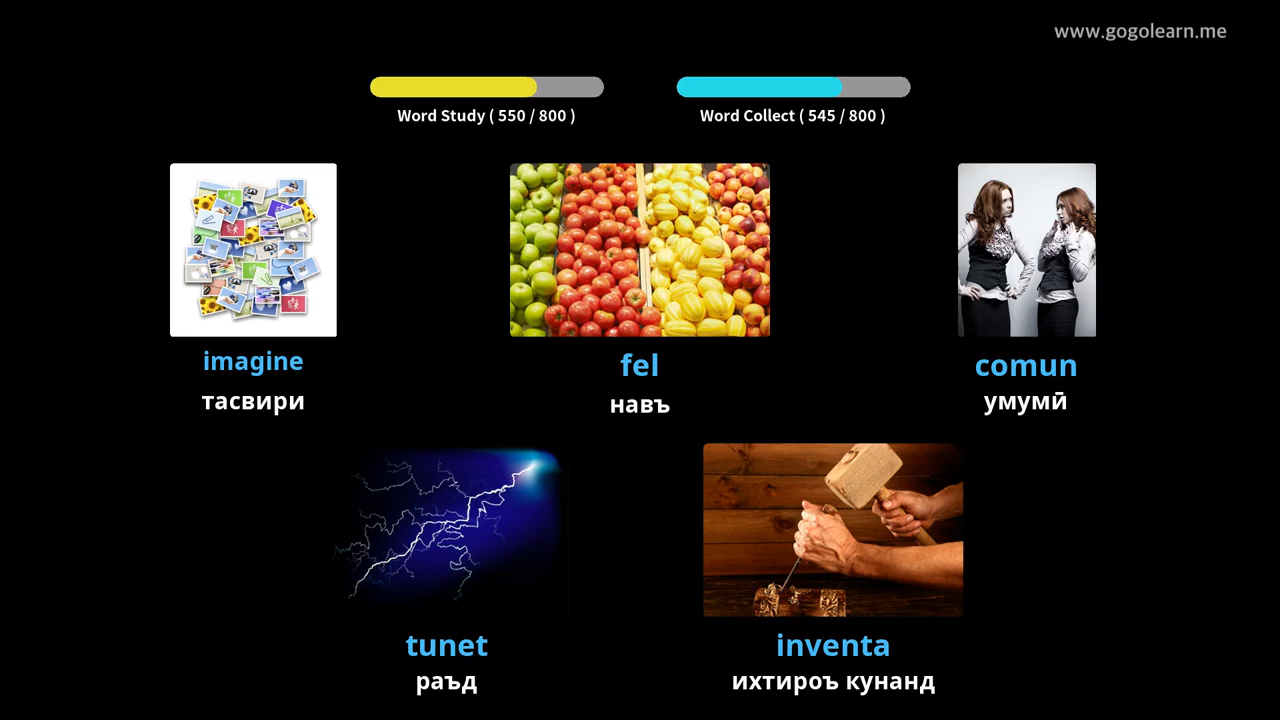 www.gogolearn.me
Word Study ( 550 / 800 )
Word Collect ( 545 / 800 )
imagine
тасвири
fel
навъ
comun
умумӣ
tunet
раъд
inventa
ихтироъ кунанд